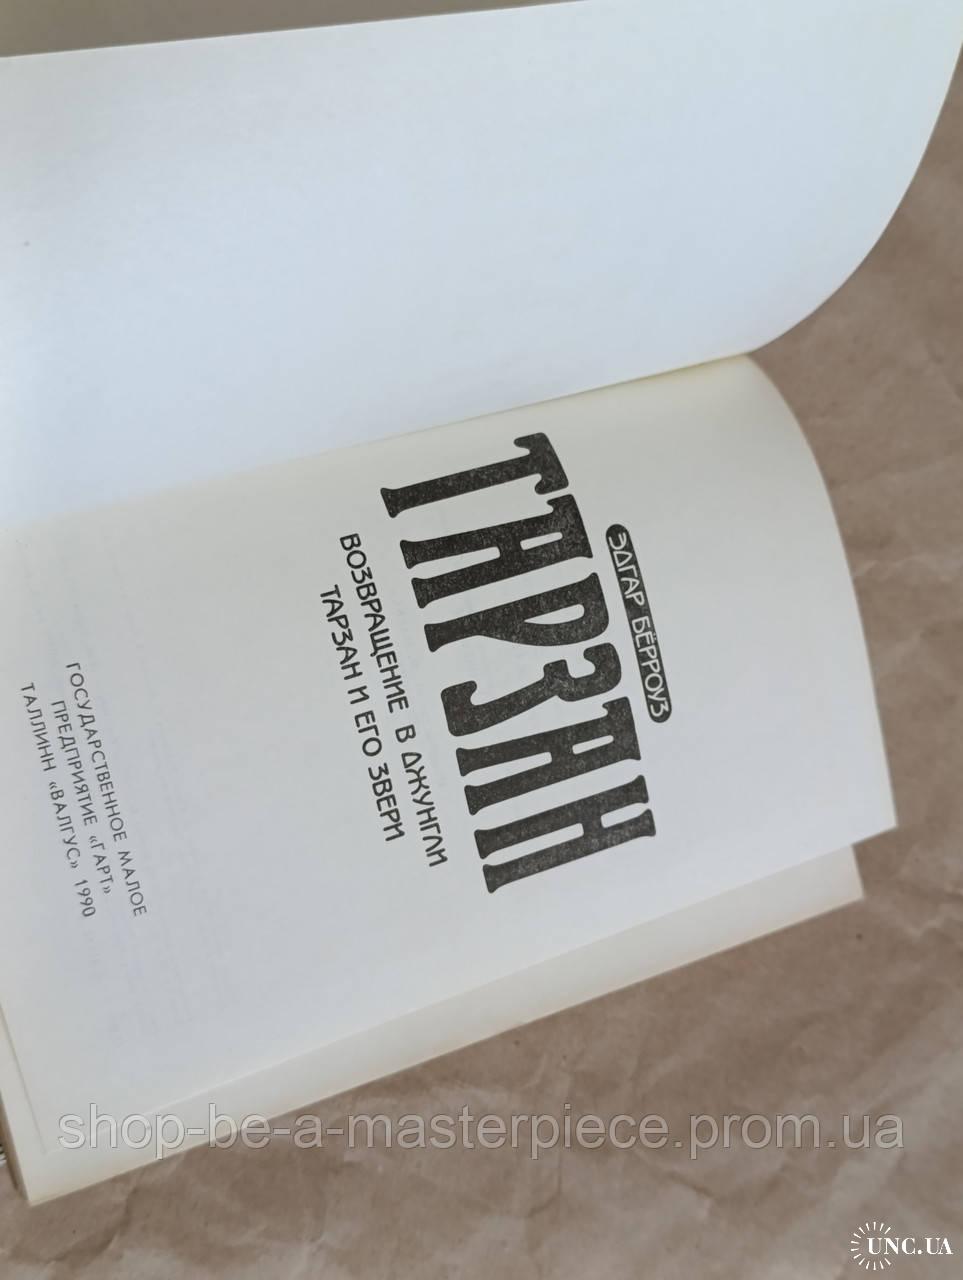 ЭДГАР БЁРРОУЗ
ТАРЗАН
ВОЗВРАЩЕНИЕ В ДЖУНГЛИ
ТАРЗАН И ЕГО ЗВЕРИ
ГОСУДАРСТВЕННОЕ МАЛОЕ
ПРЕДПРИЯТИЕ «ГАРТ»
ТАЛЛИНН «ВАЛГУС» 1990
shop-be-a-masterpiece.prom.ua
UNC.UA